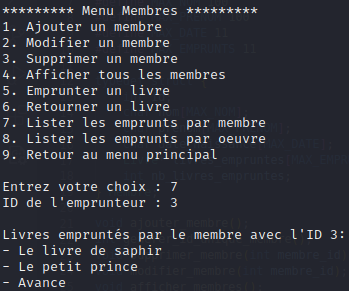 ********* Menu Membres *********
1. Ajouter un membre
2. Modifier un membre
3. Supprimer un membre
4. Afficher tous les membres
5. Emprunter un livre
6. Retourner un livre
7. Lister les emprunts par membre
8. Lister les emprunts par oeuvre
9. Retour au menu principal
Entrez votre choix : 7
ID de l'emprunteur : 3
Livres empruntés par le membre avec l'ID 3:
- Le livre de saphir
- Le petit prince
- Avance